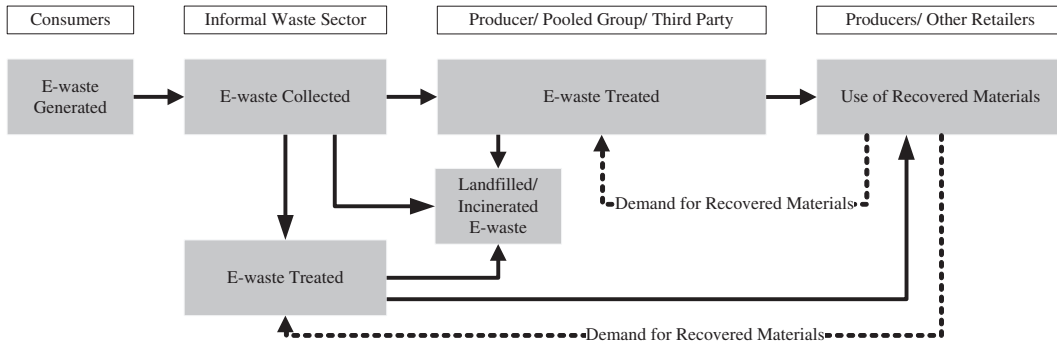 Consumers
Informal Waste Sector
Producer/ Pooled Group/ Third Party
Producers/ Other Retailers
E-waste
Generated
E-waste Collected
E-waste Treated
Use of Recovered Materials
Landfilled/
Incinerated
E-waste
Demand for Recovered Materials
E-waste Treated
Demand for Recovered Materials